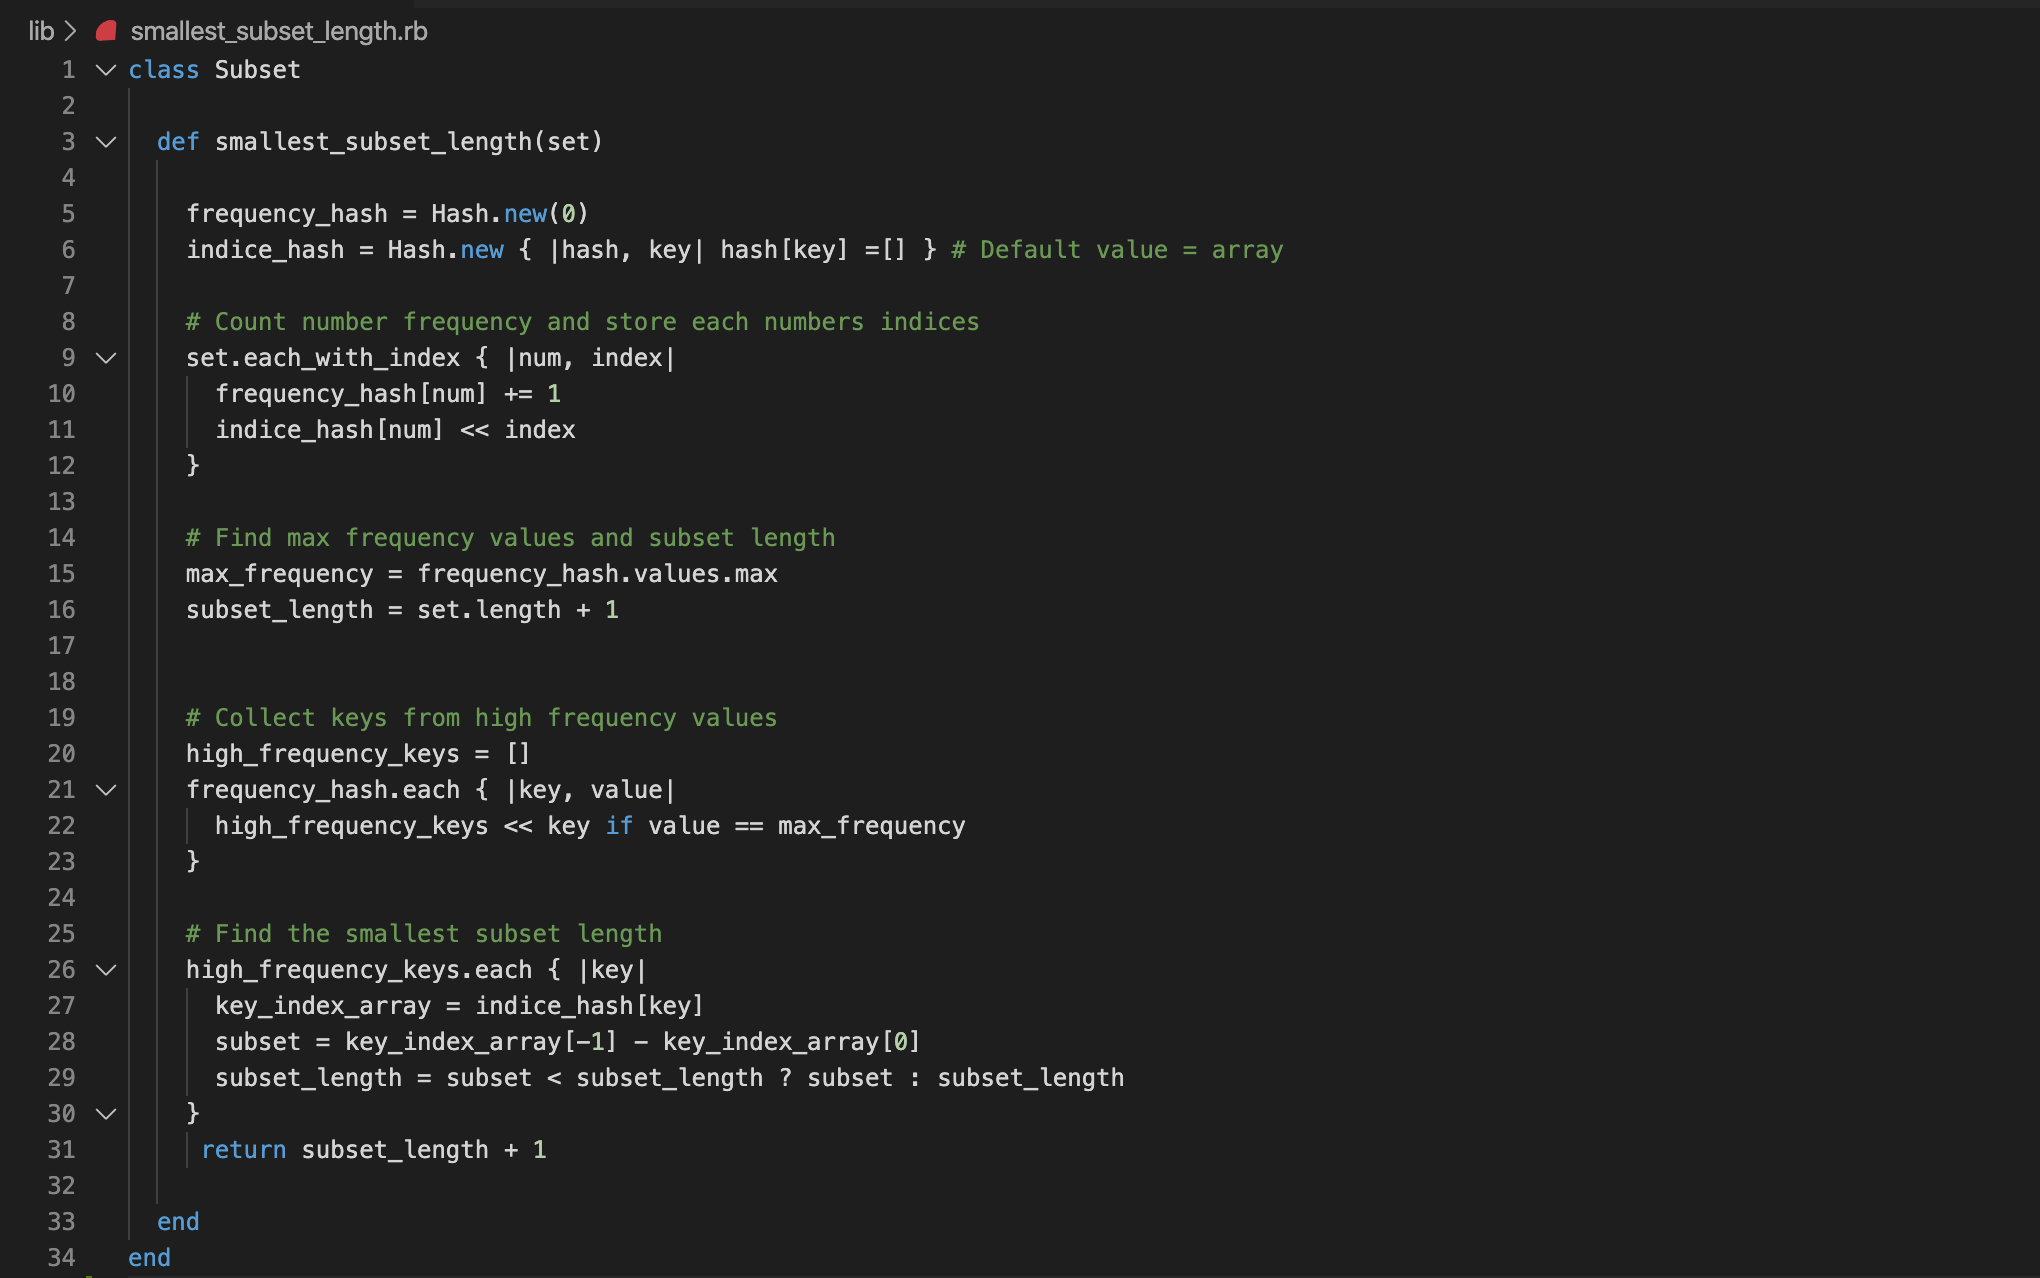 lib > smallest_subset_length.rb
1 class Subset
2
3   def smallest_subset_length(set)
4
5     frequency_hash = Hash.new(0)
6     indice_hash = Hash.new { |hash, key| hash[key] =[] } # Default value = array
7
8     # Count number frequency and store each numbers indices
9     set.each_with_index { |num, index|
10       frequency_hash[num] += 1
11       indice_hash[num] << index
12     }
13
14     # Find max frequency values and subset length
15     max_frequency = frequency_hash.values.max
16     subset_length = set.length + 1
17
18
19     # Collect keys from high frequency values
20     high_frequency_keys = []
21     frequency_hash.each { |key, value|
22       high_frequency_keys << key if value == max_frequency
23     }
24
25     # Find the smallest subset length
26     high_frequency_keys.each { |key|
27       key_index_array = indice_hash[key]
28       subset = key_index_array[-1] - key_index_array[0]
29       subset_length = subset < subset_length ? subset : subset_length
30     }
31      return subset_length + 1
32
33   end
34 end